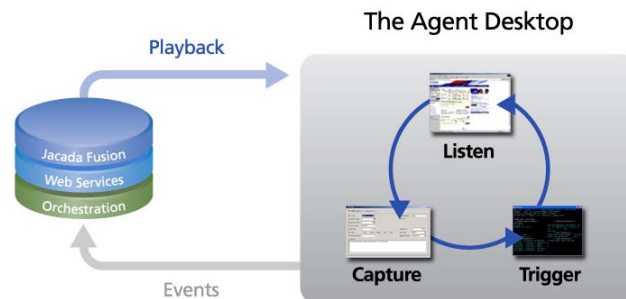 The Agent Desktop
Playback
Listen
Jacada Fusion
Web Services
Orchestration
Capture
Trigger
Events